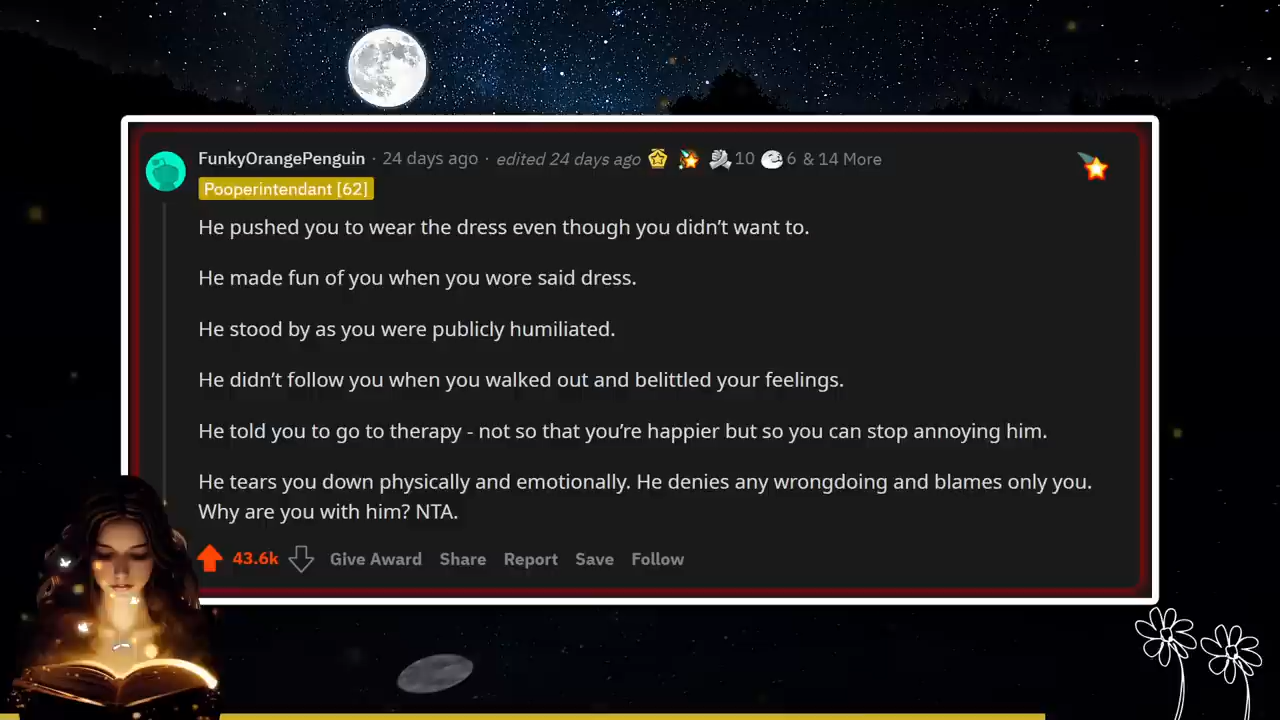 FunkyOrangePenguin · 24 days ago · edited 24 days ago 10 6 & 14 More
Pooperintendant [62]
He pushed you to wear the dress even though you didn’t want to.
He made fun of you when you wore said dress.
He stood by as you were publicly humiliated.
He didn’t follow you when you walked out and belittled your feelings.
He told you to go to therapy - not so that you’re happier but so you can stop annoying him.
He tears you down physically and emotionally. He denies any wrongdoing and blames only you.
Why are you with him? NTA.
43.6k Give Award Share Report Save Follow